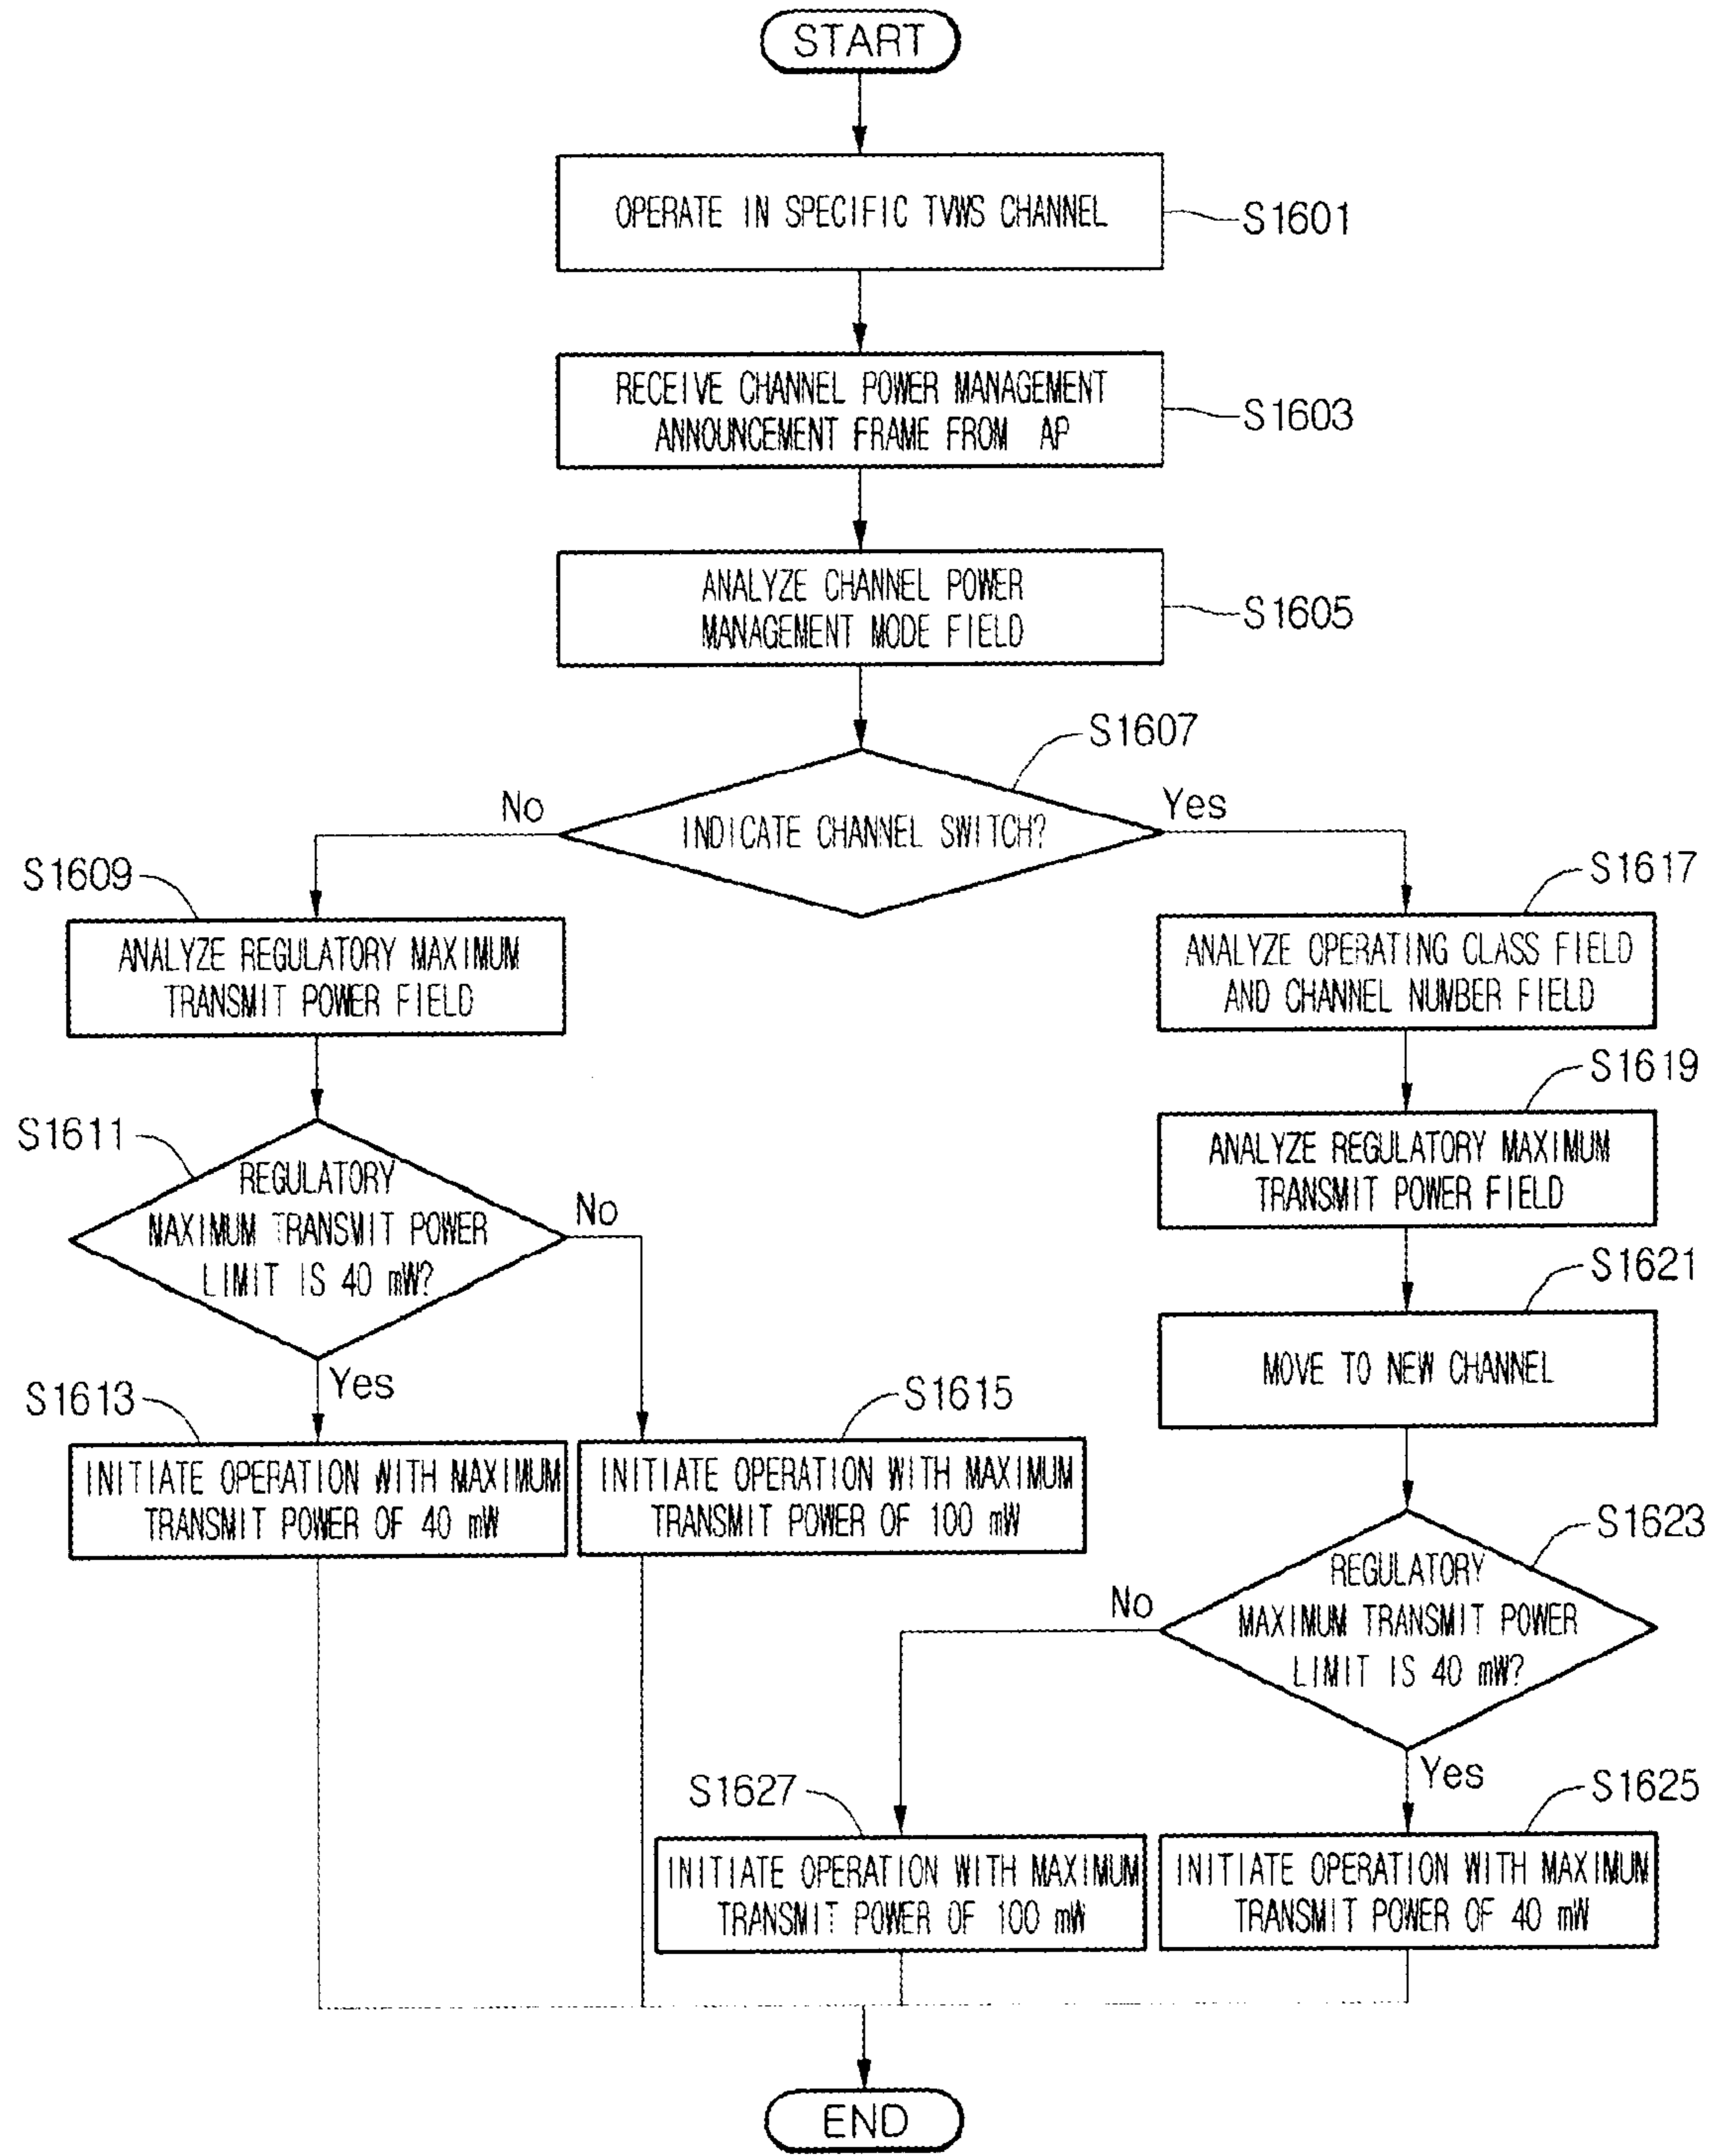 START
OPERATE IN SPECIFIC TVWS CHANNEL
S1601
RECEIVE CHANNEL POWER MANAGEMENT
ANNOUNCEMENT FRAME FROM AP
S1603
ANALYZE CHANNEL POWER
MANAGEMENT MODE FIELD
S1605
S1607
INDICATE CHANNEL SWITCH?
No
Yes
S1609
ANALYZE REGULATORY MAXIMUM
TRANSMIT POWER FIELD
S1611
REGULATORY
MAXIMUM TRANSMIT POWER
LIMIT IS 40 mW?
No
Yes
S1613
INITIATE OPERATION WITH MAXIMUM
TRANSMIT POWER OF 40 mW
S1615
INITIATE OPERATION WITH MAXIMUM
TRANSMIT POWER OF 100 mW
S1617
ANALYZE OPERATING CLASS FIELD
AND CHANNEL NUMBER FIELD
S1619
ANALYZE REGULATORY MAXIMUM
TRANSMIT POWER FIELD
S1621
MOVE TO NEW CHANNEL
S1623
REGULATORY
MAXIMUM TRANSMIT POWER
LIMIT IS 40 mW?
No
Yes
S1627
INITIATE OPERATION WITH MAXIMUM
TRANSMIT POWER OF 100 mW
S1625
INITIATE OPERATION WITH MAXIMUM
TRANSMIT POWER OF 40 mW
END